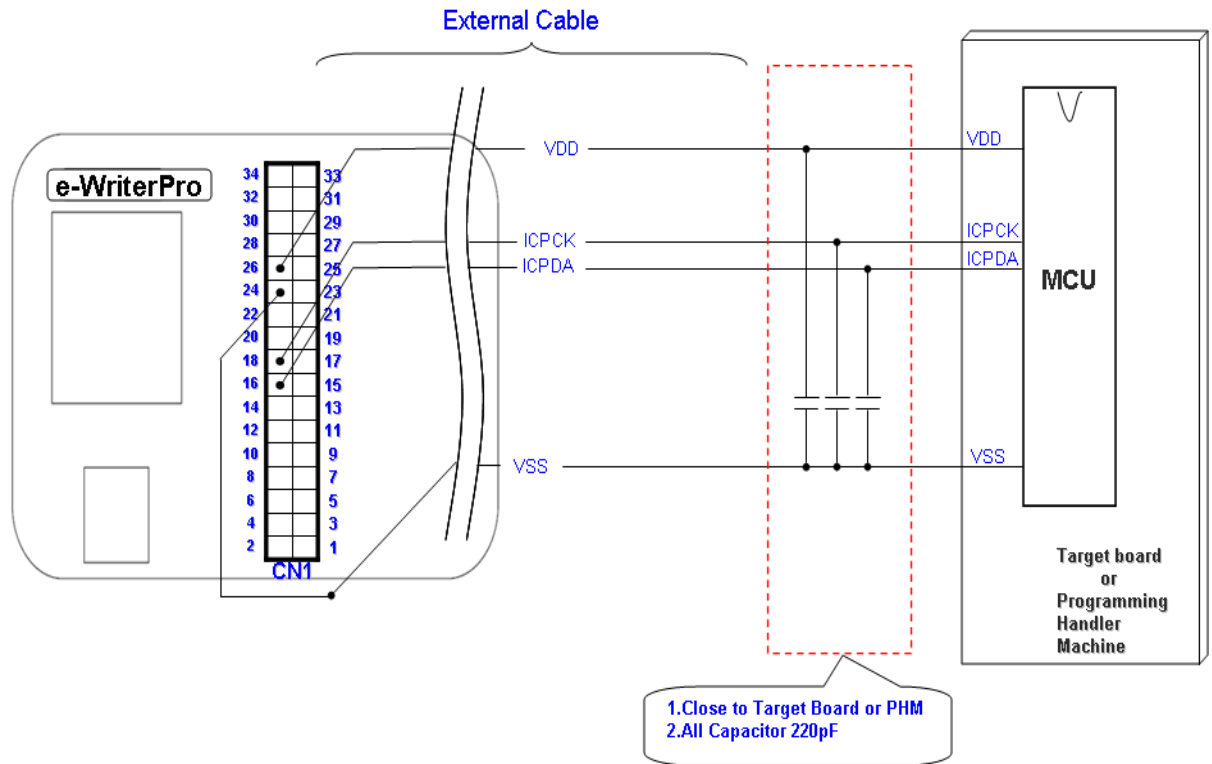 External Cable
e-WriterPro
34 33
32 31
30 29
28 27
26 25
24 23
22 21
20 19
18 17
16 15
14 13
12 11
10 9
8 7
6 5
4 3
2 1
CN1
VDD
ICPCK
ICPDA
VSS
VDD
ICPCK
ICPDA
VSS
MCU
Target board
or
Programming
Handler
Machine
1.Close to Target Board or PHM
2.All Capacitor 220pF